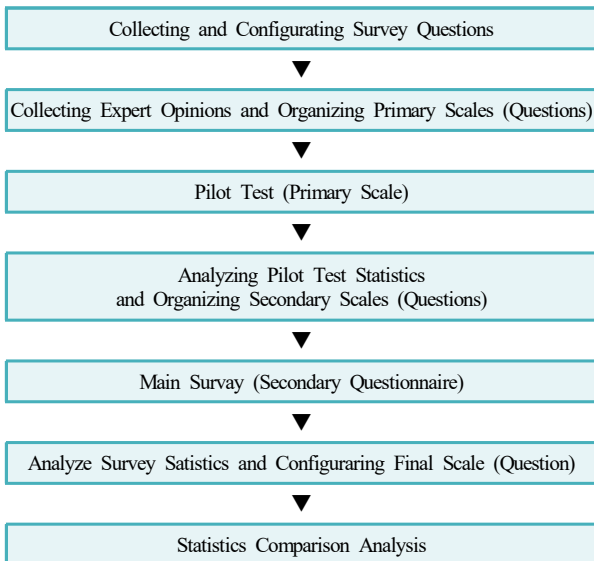 Collecting and Configurating Survey Questions
Collecting Expert Opinions and Organizing Primary Scales (Questions)
Pilot Test (Primary Scale)
Analyzing Pilot Test Statistics
and Organizing Secondary Scales (Questions)
Main Survay (Secondary Questionnaire)
Analyze Survey Satistics and Configuraring Final Scale (Question)
Statistics Comparison Analysis